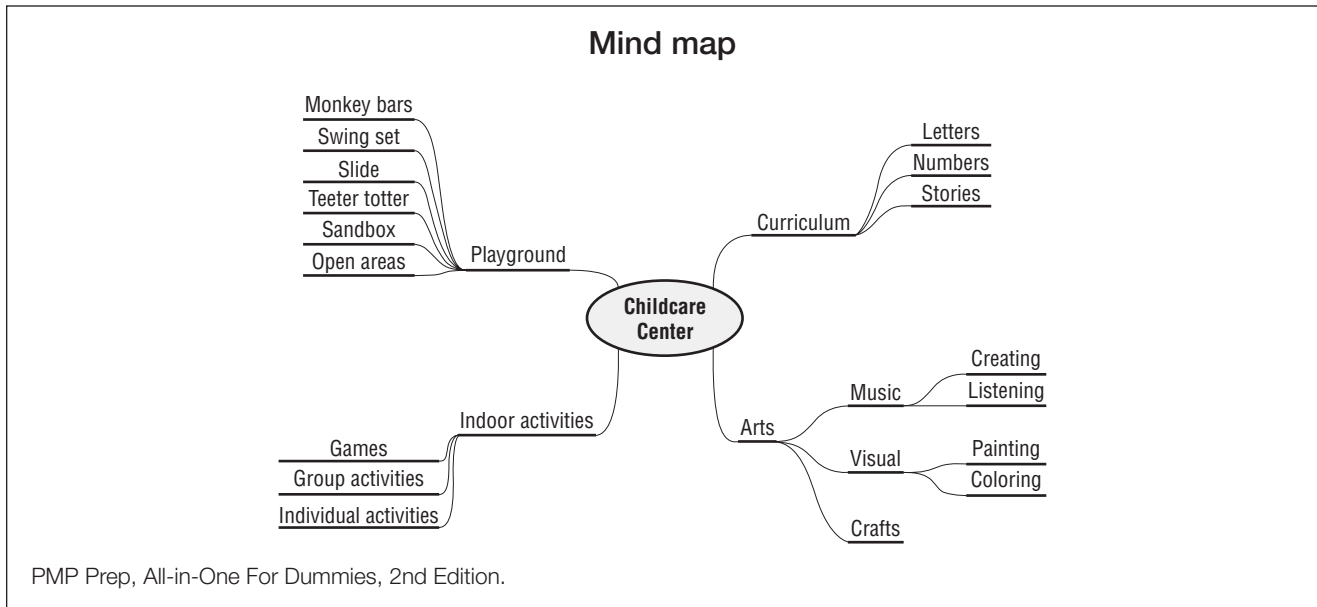 Mind map
Monkey bars
Swing set
Slide
Teeter totter
Sandbox
Open areas
Playground
Letters
Numbers
Stories
Curriculum
Childcare
Center
Indoor activities
Games
Group activities
Individual activities
Arts
Music
Creating
Listening
Visual
Painting
Coloring
Crafts
PMP Prep, All-in-One For Dummies, 2nd Edition.